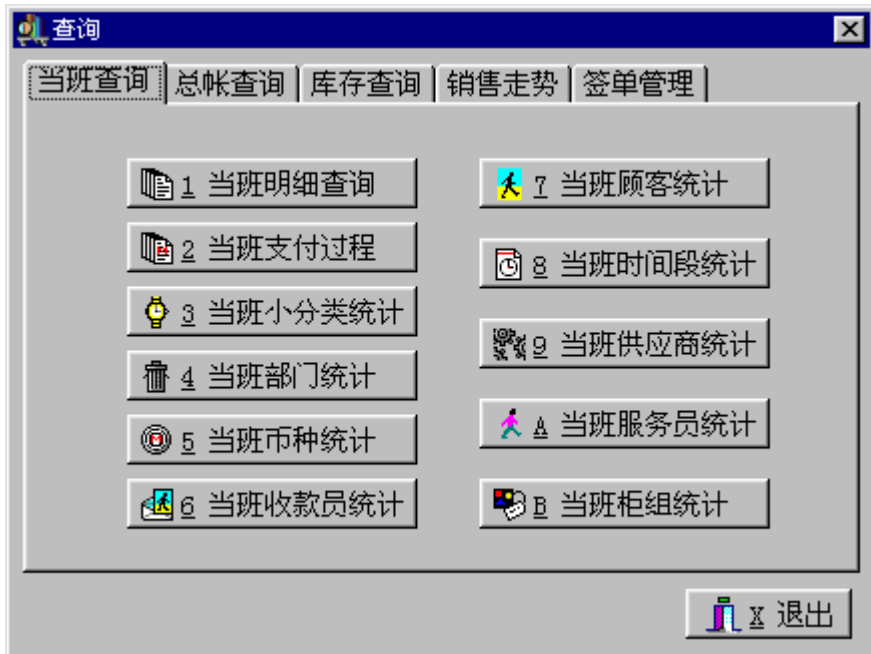 查询
当班查询 总帐查询 库存查询 销售走势 签单管理
1 当班明细查询
2 当班支付过程
3 当班小分类统计
4 当班部门统计
5 当班币种统计
6 当班收款员统计
7 当班顾客统计
8 当班时间段统计
9 当班供应商统计
A 当班服务员统计
B 当班柜组统计
X 退出